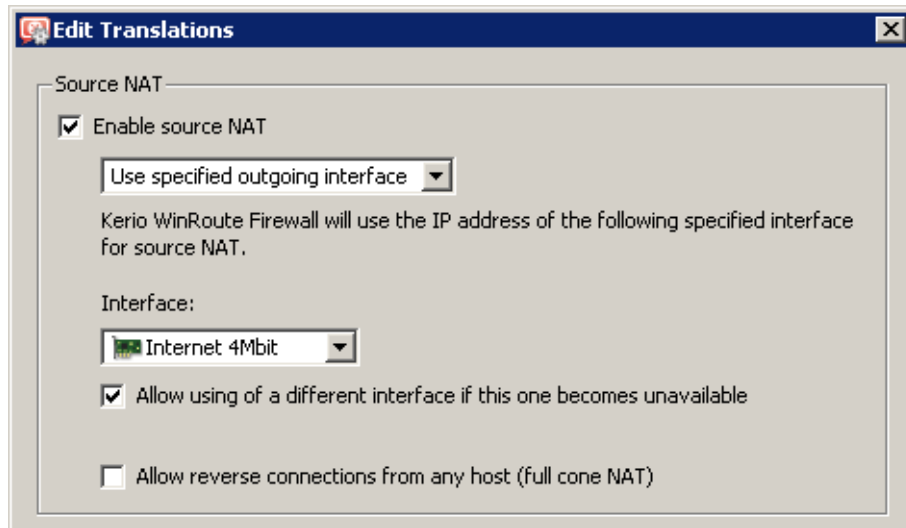 Edit Translations
Source NAT
Enable source NAT
Use specified outgoing interface
Kerio WinRoute Firewall will use the IP address of the following specified interface
for source NAT.
Interface:
Internet 4Mbit
Allow using of a different interface if this one becomes unavailable
Allow reverse connections from any host (full cone NAT)